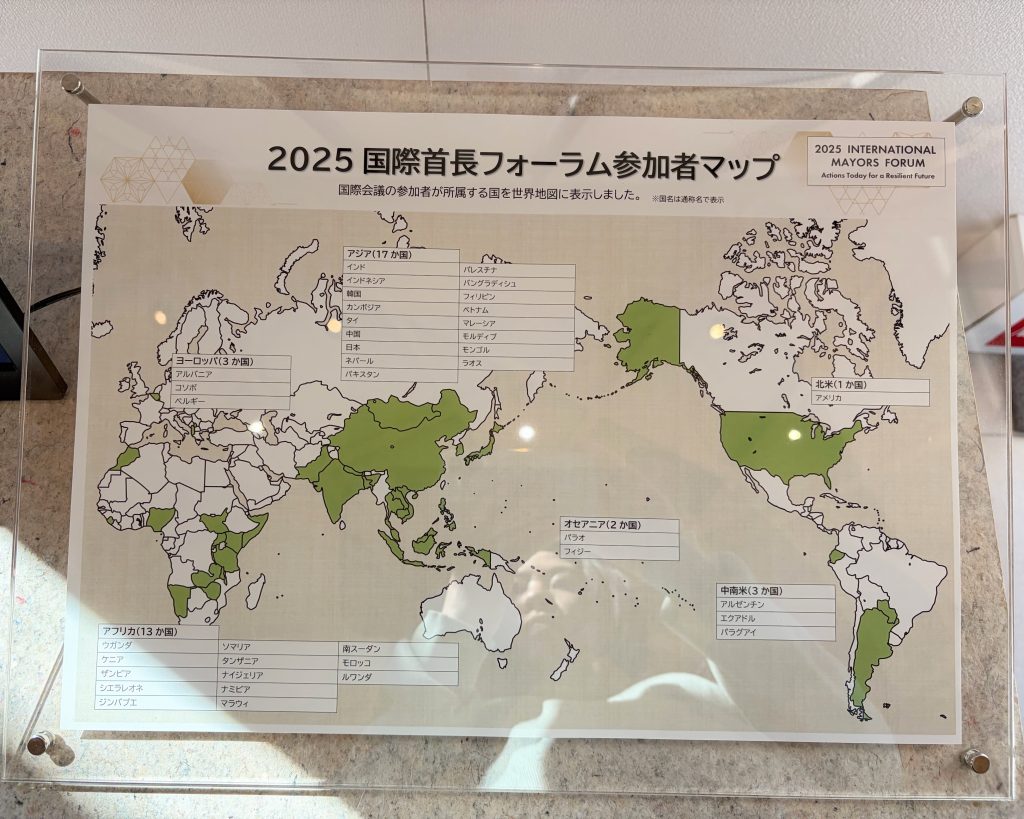 2025 国際首長フォーラム参加者マップ
国際会議の参加者が所属する国を世界地図に表示しました。 ※国名は通称名で表示
2025 INTERNATIONAL
MAYORS FORUM
Actions Today for a Resilient Future
アジア(17か国)
インド
インドネシア
韓国
カンボジア
タイ
中国
日本
ネパール
パキスタン
パレスチナ
バングラディシュ
フィリピン
ベトナム
マレーシア
モルディブ
モンゴル
ラオス
ヨーロッパ(3か国)
アルバニア
コソボ
ベルギー
北米(1か国)
アメリカ
オセアニア(2か国)
パラオ
フィジー
中南米(3か国)
アルゼンチン
エクアドル
パラグアイ
アフリカ(13か国)
ウガンダ
ケニア
ザンビア
シエラレオネ
ジンバブエ
ソマリア
タンザニア
ナイジェリア
ナミビア
マラウィ
南スーダン
モロッコ
ルワンダ